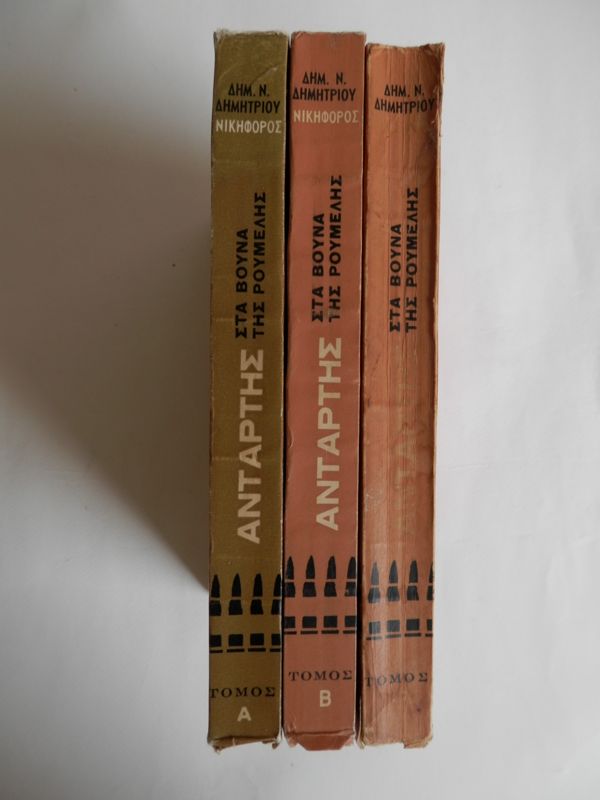 ΔΗΜ. Ν.
ΔΗΜΗΤΡΙΟΥ
ΝΙΚΗΦΟΡΟΣ
ΑΝΤΑΡΤΗΣ
ΣΤΑ ΒΟΥΝΑ
ΤΗΣ ΡΟΥΜΕΛΗΣ
ΤΟΜΟΣ
Α
ΔΗΜ. Ν.
ΔΗΜΗΤΡΙΟΥ
ΝΙΚΗΦΟΡΟΣ
ΑΝΤΑΡΤΗΣ
ΣΤΑ ΒΟΥΝΑ
ΤΗΣ ΡΟΥΜΕΛΗΣ
ΤΟΜΟΣ
Β
ΔΗΜ. Ν.
ΔΗΜΗΤΡΙΟΥ
ΣΤΑ ΒΟΥΝΑ
ΤΗΣ ΡΟΥΜΕΛΗΣ
ΤΟΜΟΣ